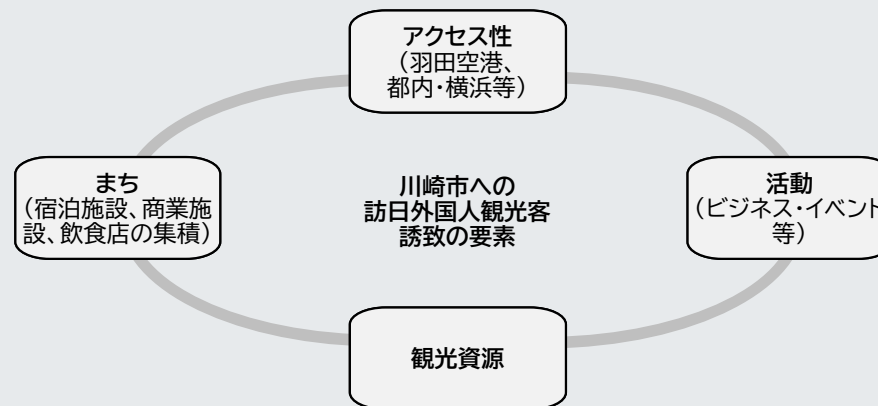 アクセス性
（羽田空港、
都内・横浜等）
まち
（宿泊施設、商業施
設、飲食店の集積）
川崎市への
訪日外国人観光客
誘致の要素
活動
（ビジネス・イベント
等）
観光資源